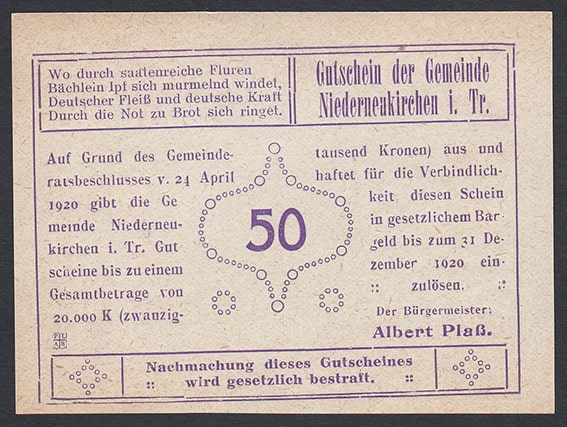 Wo durch saatenreiche Fluren
Bächlein Ipf sich murmelnd windet,
Deutscher Fleiß und deutsche Kraft
Durch die Not zu Brot sich ringet.
Gutschein der Gemeinde
Niederneukirchen i. Tr.
Auf Grund des Gemeinde-
ratsbeschlusses v. 24 April
1920 gibt die Ge
meinde Niederneu-
kirchen i. Tr. Gut
scheine bis zu einem
Gesamtbetrage von
20.000 K (zwanzig-
50
tausend Kronen) aus und
haftet für die Verbindlich-
keit, diesen Schein
in gesetzlichem Bar-
geld bis zum 31 De-
zember 1920 ein-
:: zulösen. ::
Der Bürgermeister:
Albert Plaß.
Nachmachung dieses Gutscheines
:: wird gesetzlich bestraft. ::